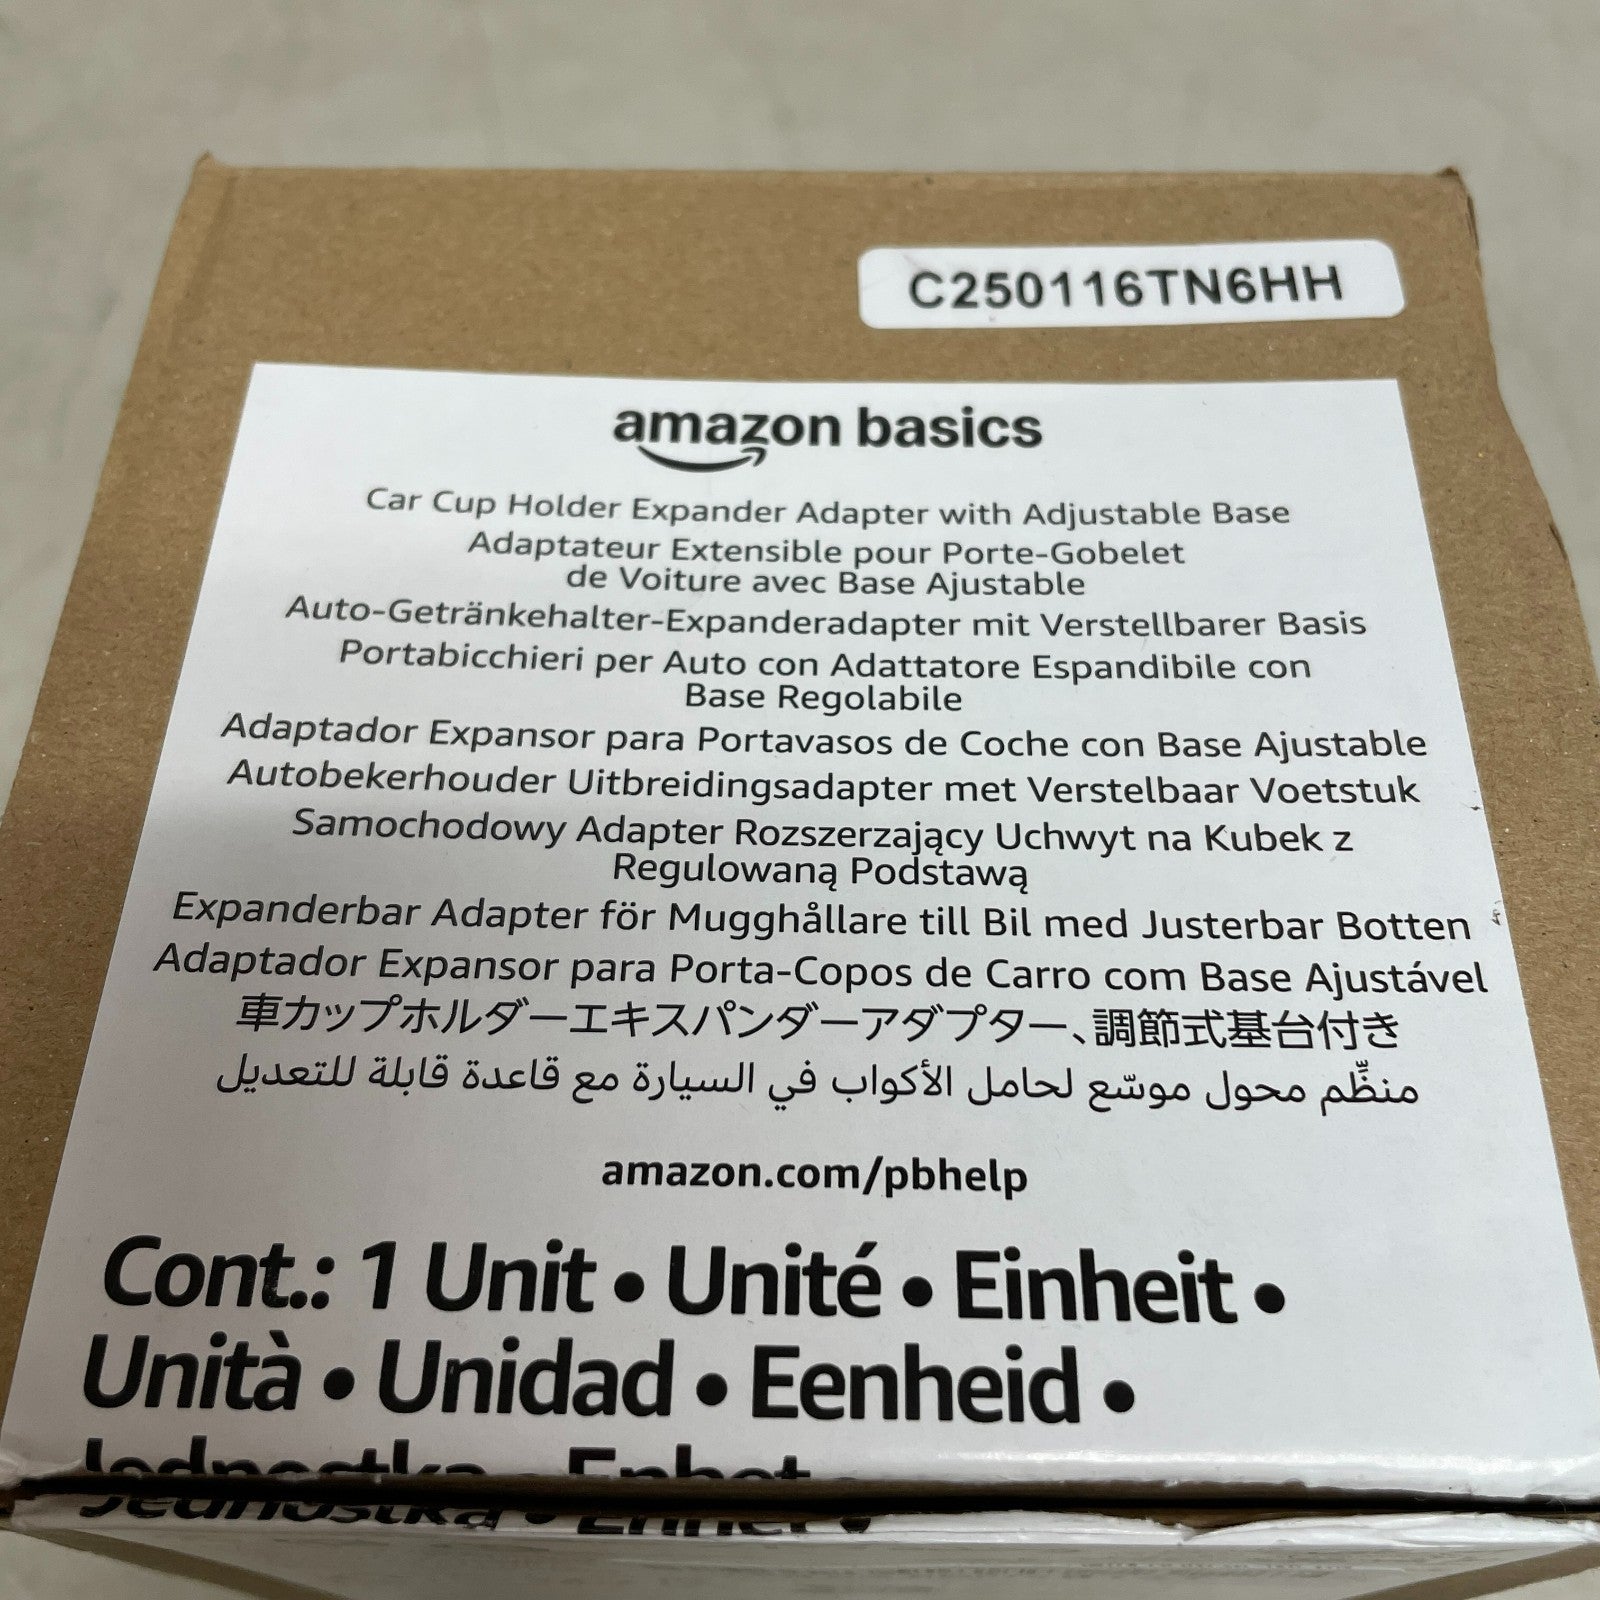 C250116TN6HH
amazon basics
Car Cup Holder Expander Adapter with Adjustable Base
Adaptateur Extensible pour Porte-Gobelet
de Voiture avec Base Ajustable
Auto-Getränkehalter-Expanderadapter mit Verstellbarer Basis
Portabicchieri per Auto con Adattatore Espandibile con
Base Regolabile
Adaptador Expansor para Portavasos de Coche con Base Ajustable
Autobekerhouder Uitbreidingsadapter met Verstelbaar Voetstuk
Samochodowy Adapter Rozszerzający Uchwyt na Kubek z
Regulowaną Podstawą
Expanderbar Adapter för Mugghållare till Bil med Justerbar Botten
Adaptador Expansor para Porta-Copos de Carro com Base Ajustável
車カップホルダーエキスパンダーアダプター、調節式基台付き
منظِّم محول موسّع لحامل الأكواب في السيارة مع قاعدة قابلة للتعديل
amazon.com/pbhelp
Cont.: 1 Unit • Unité • Einheit •
Unità • Unidad • Eenheid •
Jednostka • Enhet •